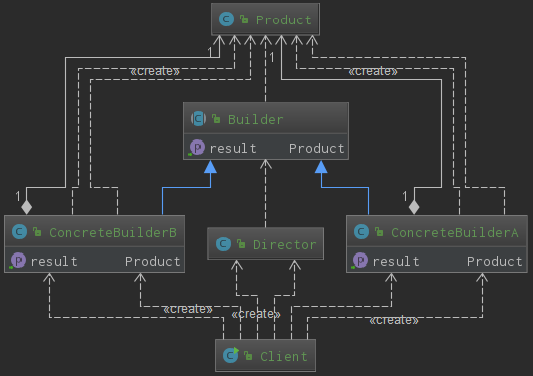 Product
1
1
«create»
«create»
Builder
result Product
1
1
ConcreteBuilderB
result Product
Director
ConcreteBuilderA
result Product
«create»
«create»
«create»
Client